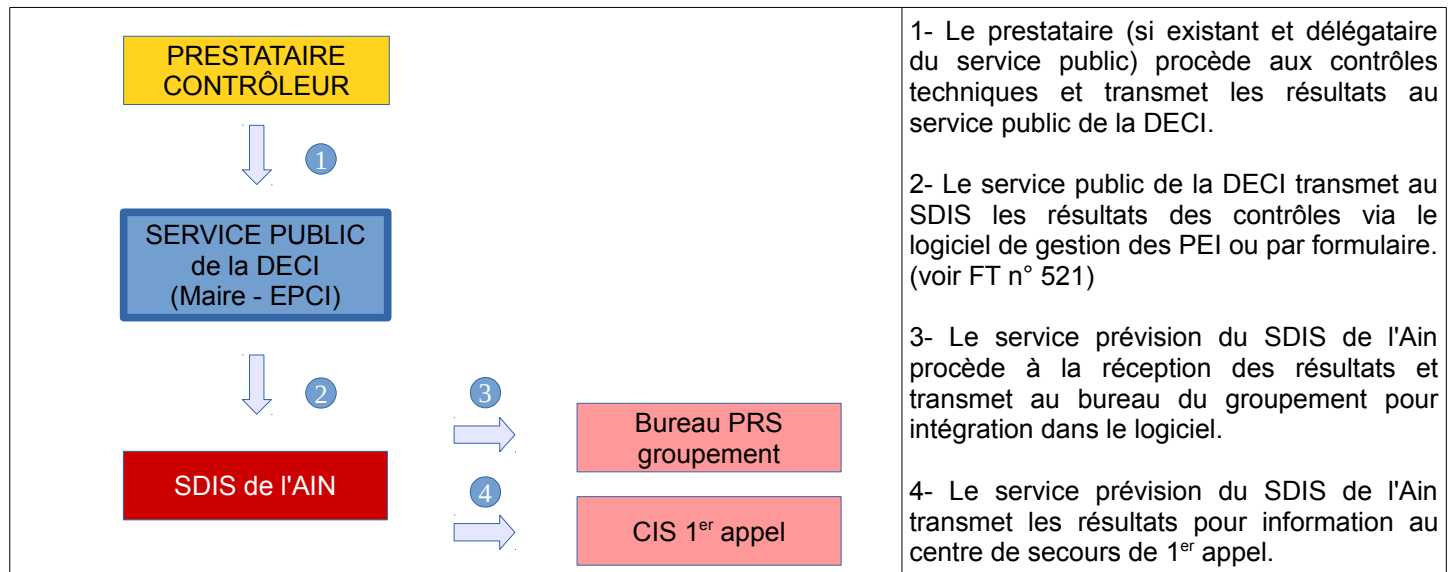 PRESTATAIRE
CONTRÔLEUR
1
SERVICE PUBLIC
de la DECI
(Maire - EPCI)
2
3
Bureau PRS
groupement
SDIS de l'AIN
4
CIS 1er appel
1- Le prestataire (si existant et délégataire
du service public) procède aux contrôles
techniques et transmet les résultats au
service public de la DECI.
2- Le service public de la DECI transmet au
SDIS les résultats des contrôles via le
logiciel de gestion des PEI ou par formulaire.
(voir FT n° 521)
3- Le service prévision du SDIS de l'Ain
procède à la réception des résultats et
transmet au bureau du groupement pour
intégration dans le logiciel.
4- Le service prévision du SDIS de l'Ain
transmet les résultats pour information au
centre de secours de 1er appel.